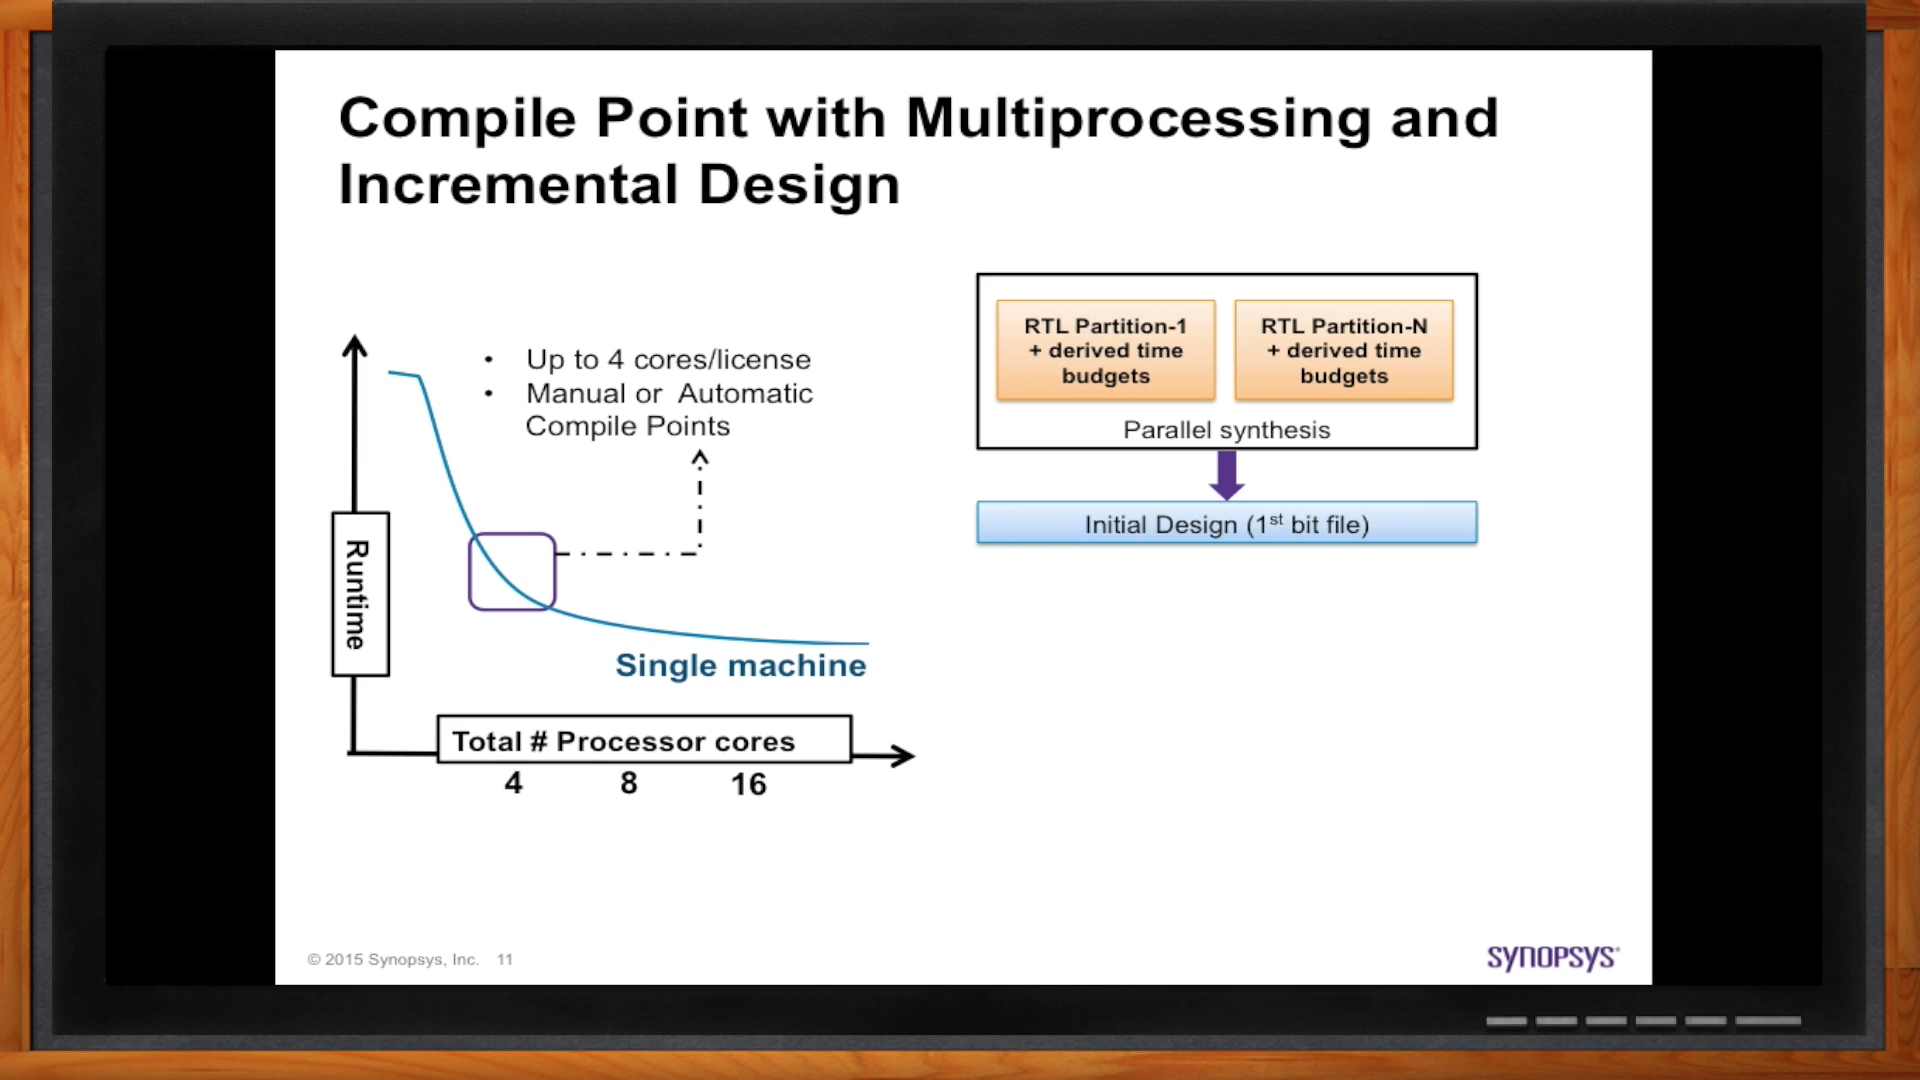 Compile Point with Multiprocessing and
Incremental Design
• Up to 4 cores/license
• Manual or Automatic
Compile Points
Runtime
Single machine
Total # Processor cores
4 8 16
RTL Partition-1
+ derived time
budgets
RTL Partition-N
+ derived time
budgets
Parallel synthesis
Initial Design (1st bit file)
© 2015 Synopsys, Inc. 11
SYNOPSYS®